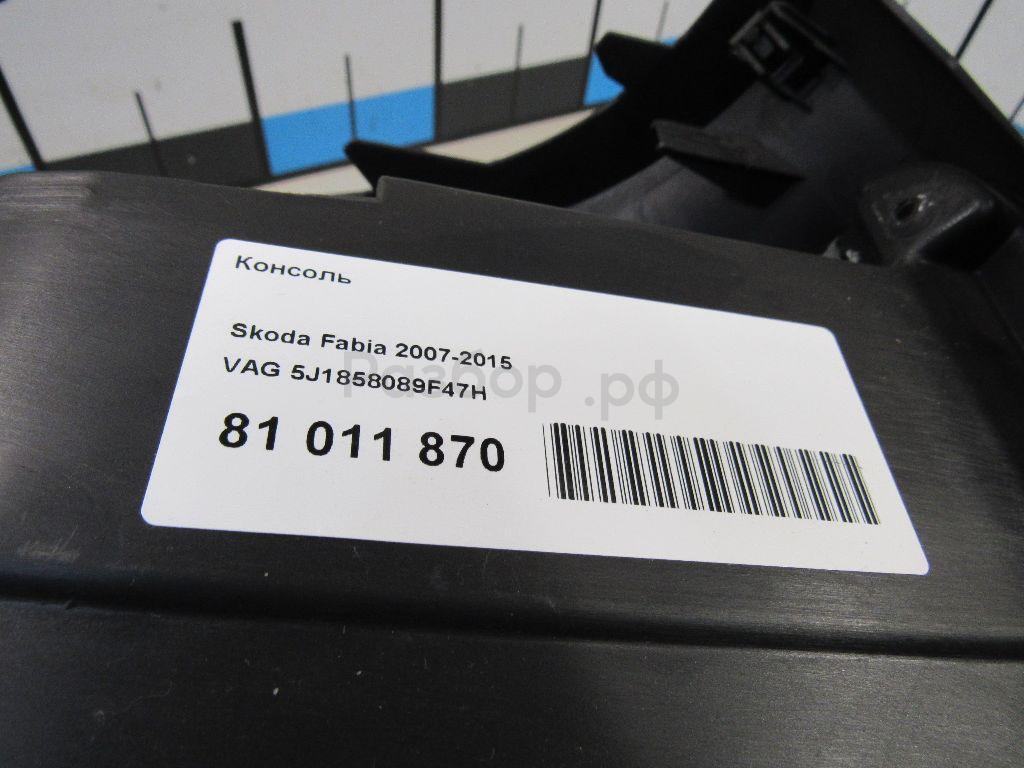 Консоль
Skoda Fabia 2007-2015
VAG 5J1858089F47H
Разбор.рф
81 011 870